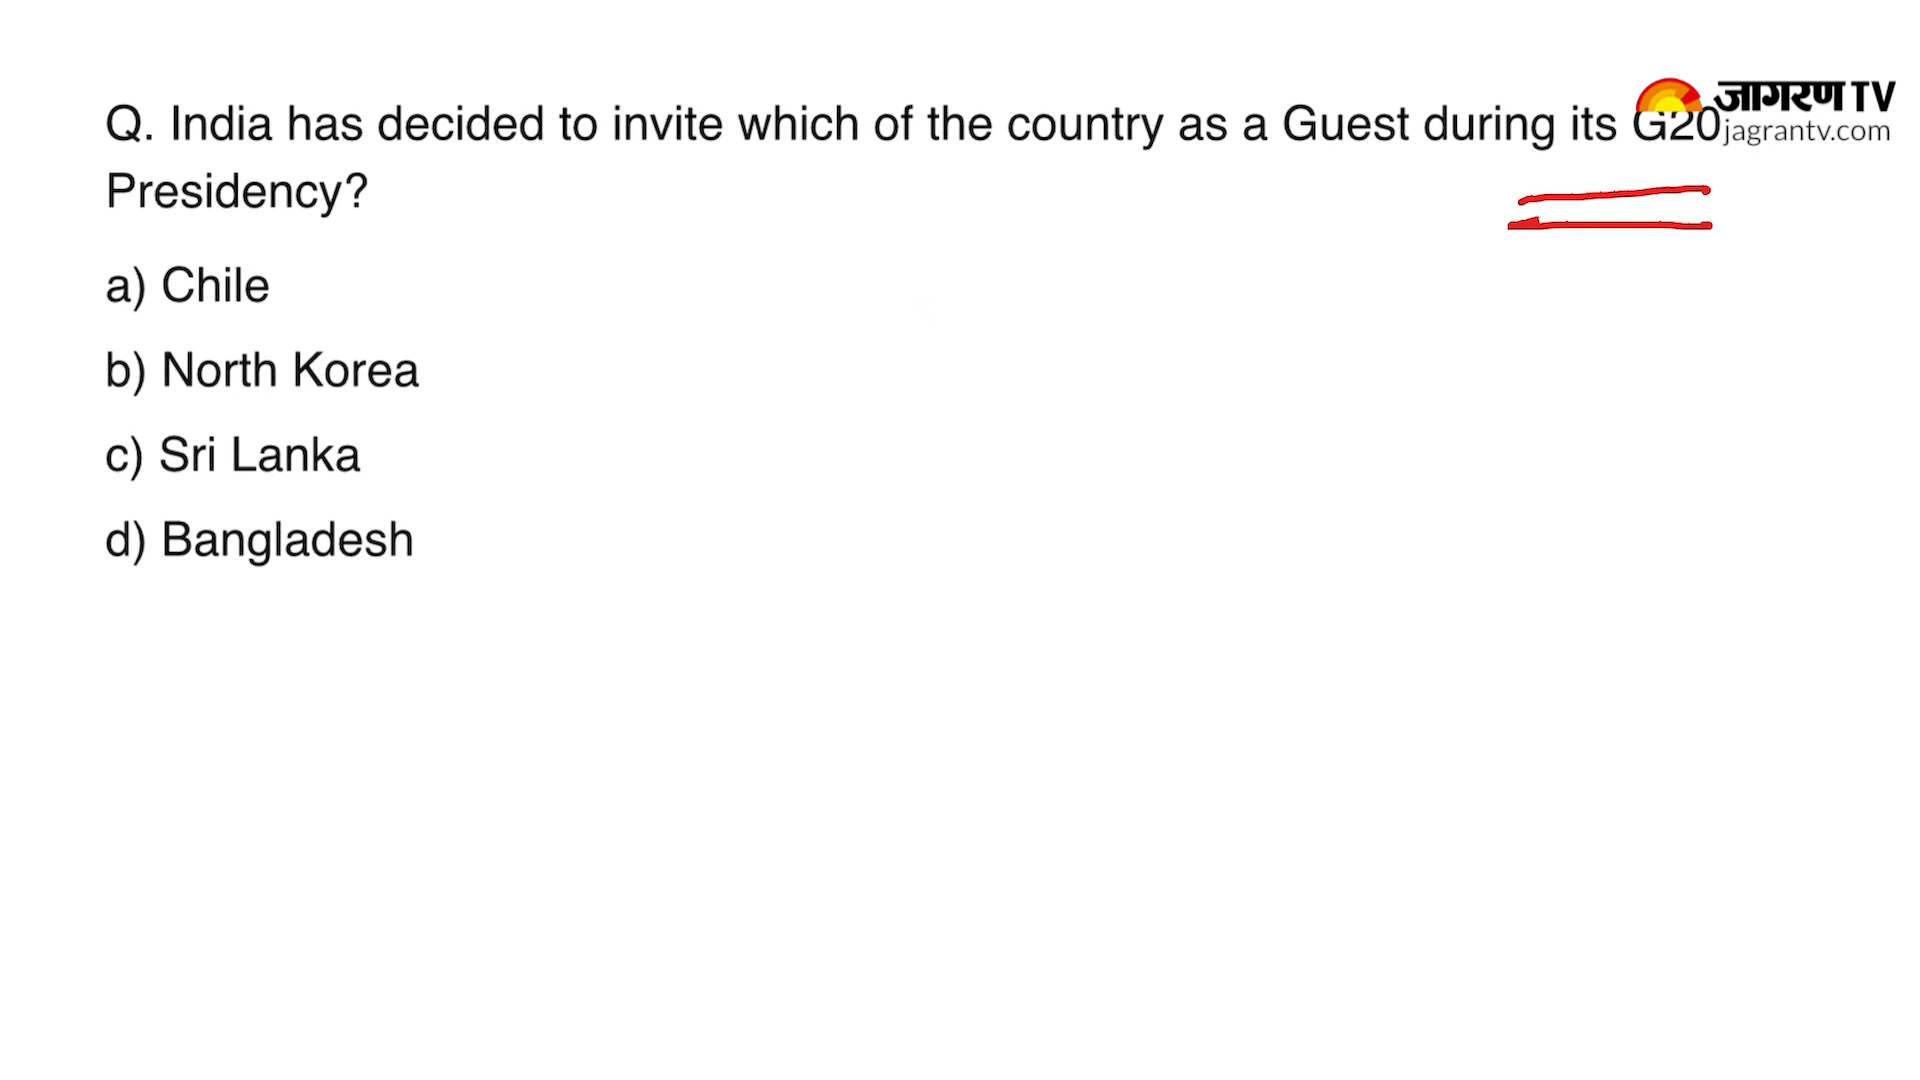 जागरण TV
Q. India has decided to invite which of the country as a Guest during its G20
jagrantv.com
Presidency?
a) Chile
b) North Korea
c) Sri Lanka
d) Bangladesh